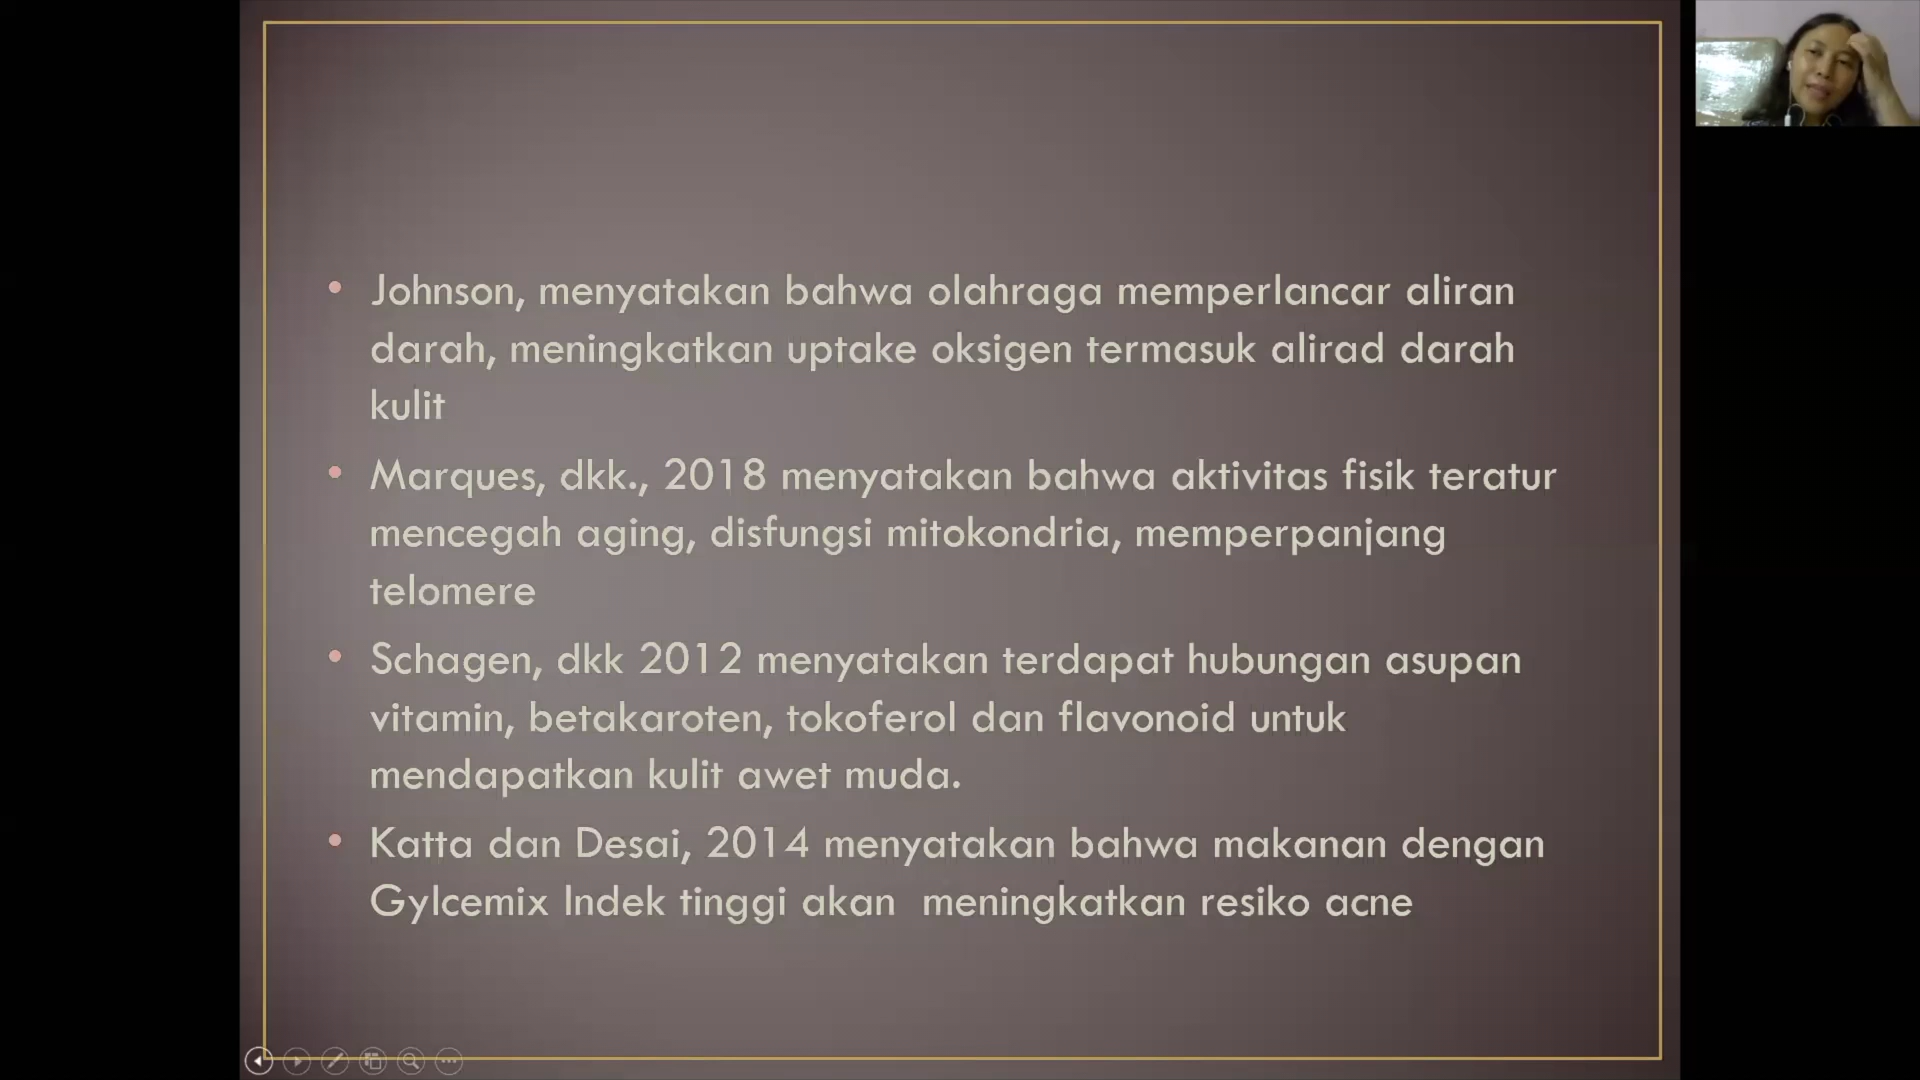 Johnson, menyatakan bahwa olahraga memperlancar aliran
darah, meningkatkan uptake oksigen termasuk alirad darah
kulit
Marques, dkk., 2018 menyatakan bahwa aktivitas fisik teratur
mencegah aging, disfungsi mitokondria, memperpanjang
telomere
Schagen, dkk 2012 menyatakan terdapat hubungan asupan
vitamin, betakaroten, tokoferol dan flavonoid untuk
mendapatkan kulit awet muda.
Katta dan Desai, 2014 menyatakan bahwa makanan dengan
Gylcemix Indek tinggi akan  meningkatkan resiko acne